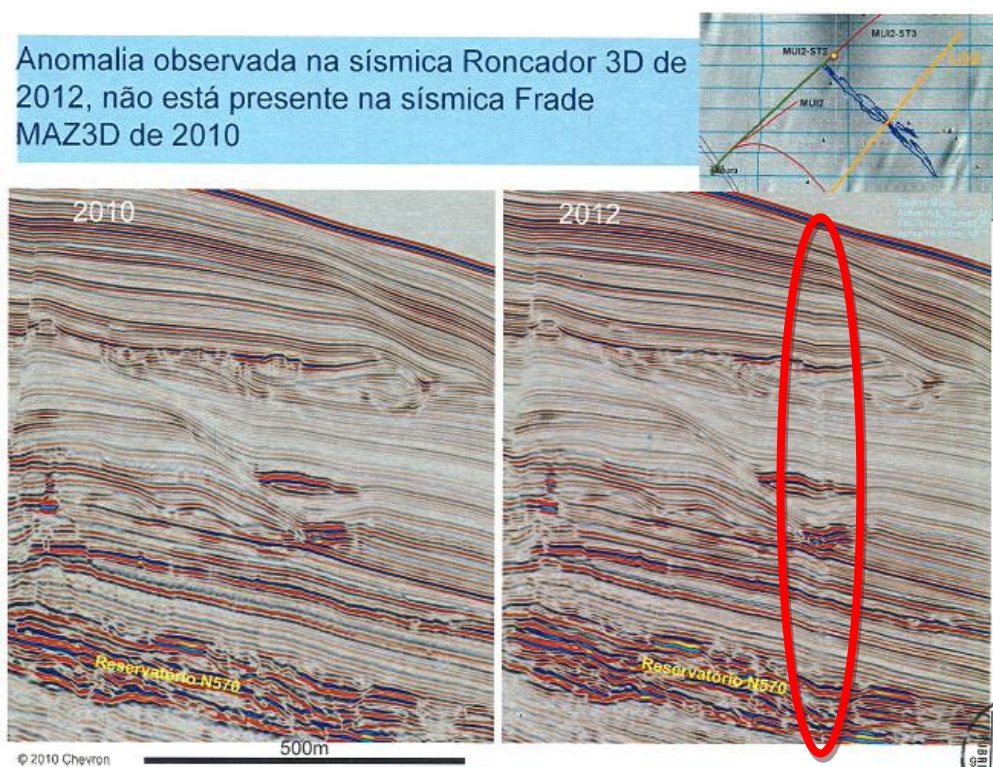 Anomalia observada na sísmica Roncador 3D de
2012, não está presente na sísmica Frade
MAZ3D de 2010
MUI2-ST3
MUI2-ST2
MUI2
2010
2012
Reservatório N570
Reservatório N570
500m
© 2010 Chevron